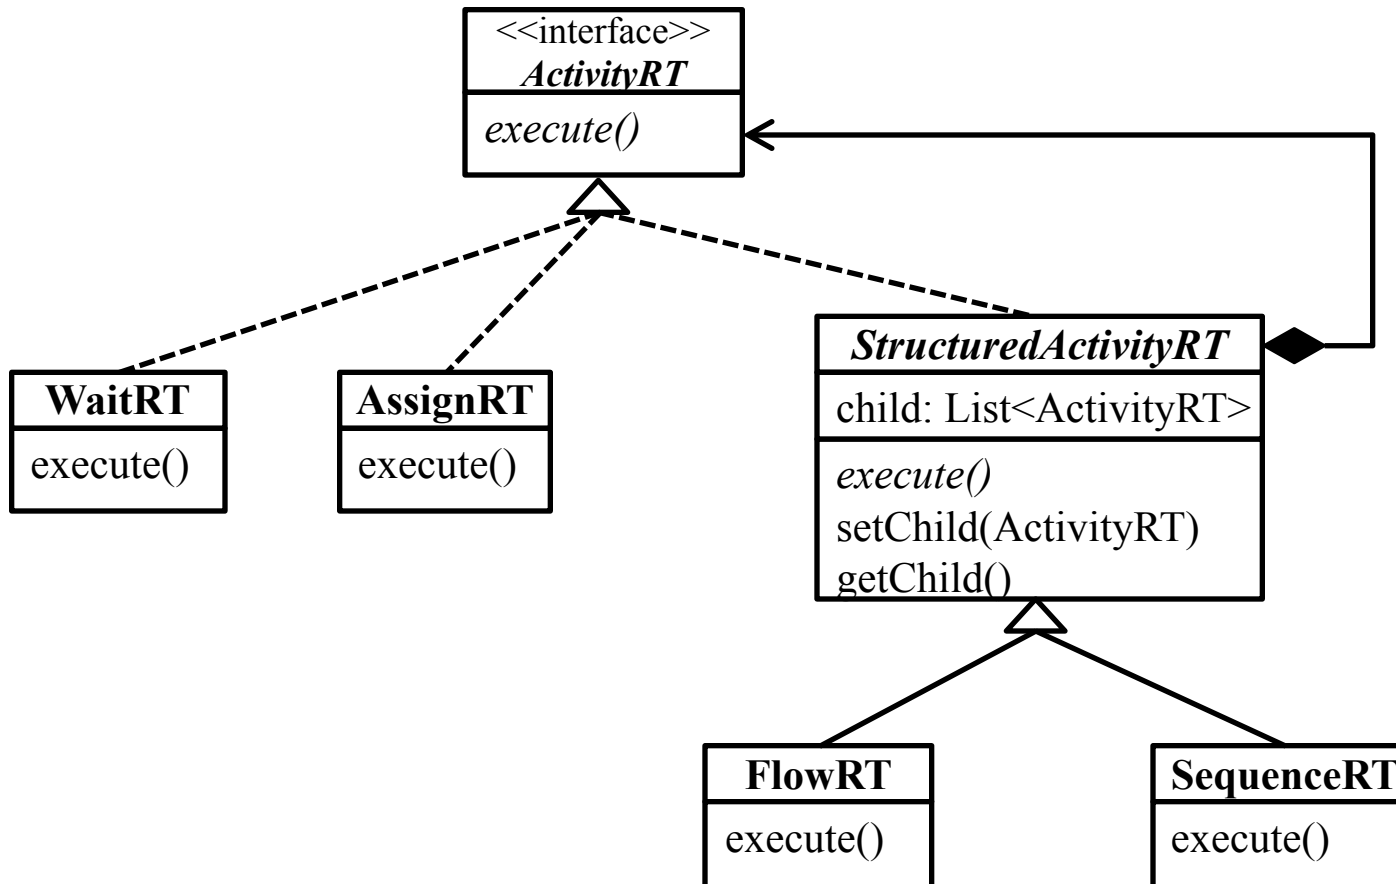 <<interface>>
ActivityRT
execute()
WaitRT
execute()
AssignRT
execute()
StructuredActivityRT
child: List<ActivityRT>
execute()
setChild(ActivityRT)
getChild()
FlowRT
execute()
SequenceRT
execute()